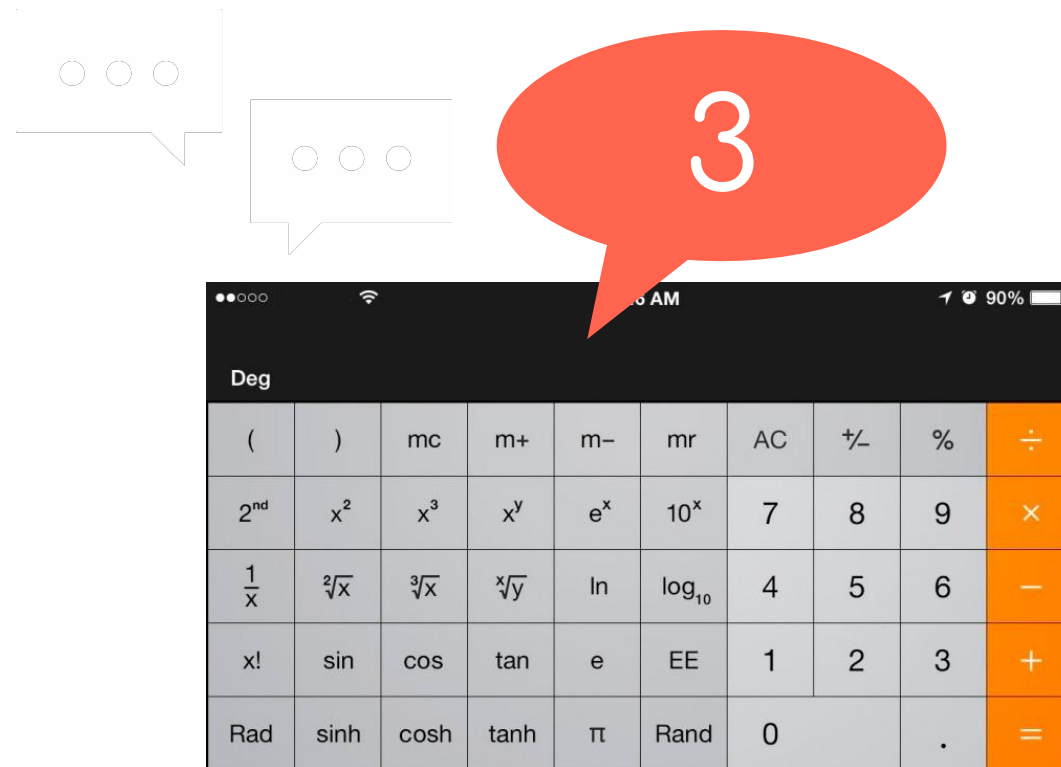 3
AM 90%
Deg
( ) mc m+ m− mr AC +/− % ÷
2ⁿᵈ x² x³ xʸ eˣ 10ˣ 7 8 9 ×
1/x ²√x ³√x ˣ√y ln log₁₀ 4 5 6 −
x! sin cos tan e EE 1 2 3 +
Rad sinh cosh tanh π Rand 0 . =